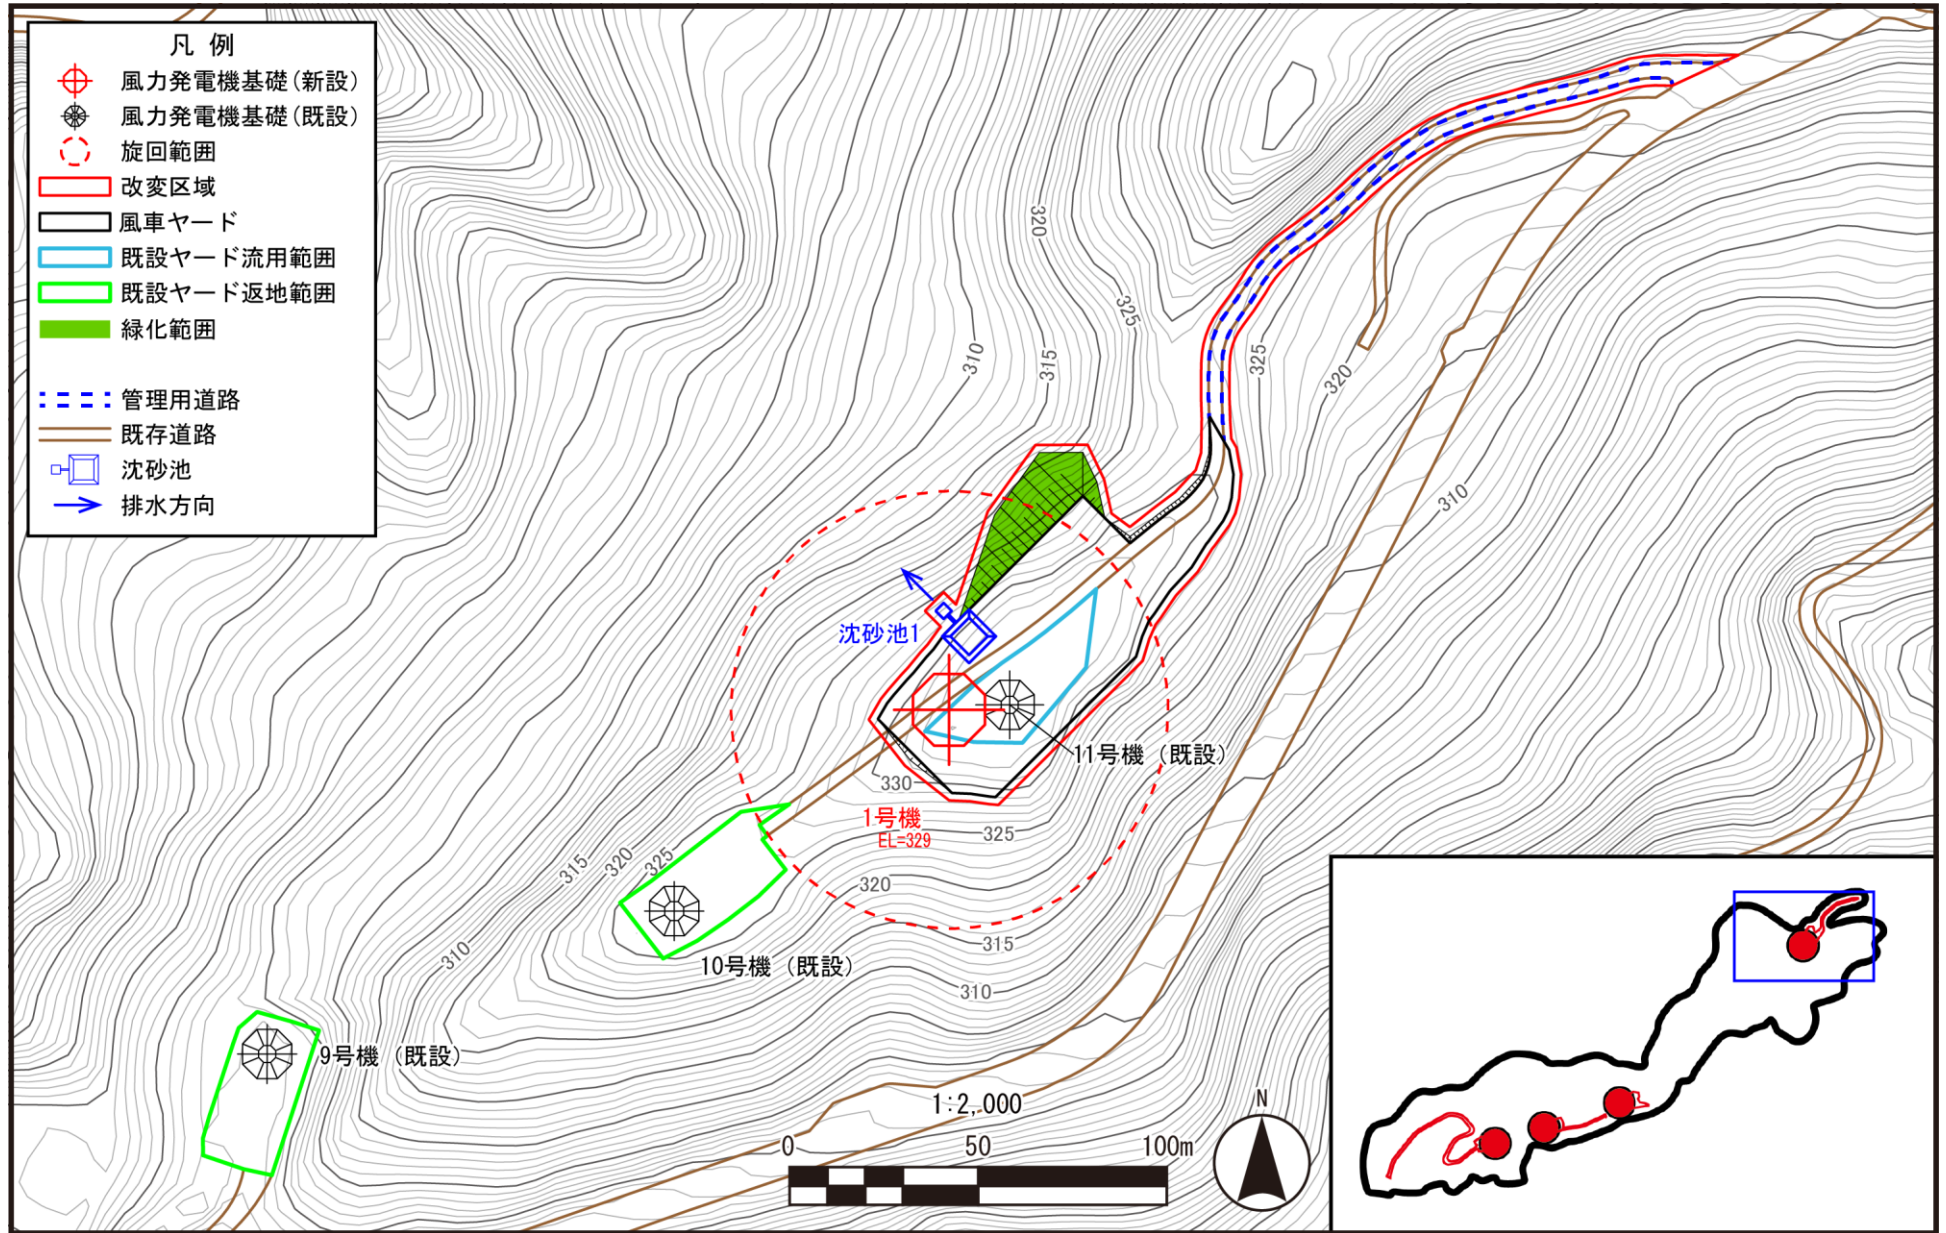 凡 例
風力発電機基礎(新設)
風力発電機基礎(既設)
旋回範囲
改変区域
風車ヤード
既設ヤード流用範囲
既設ヤード返地範囲
緑化範囲
管理用道路
既存道路
沈砂池
排水方向
320
325
310
315
325
320
310
沈砂池1
11号機 (既設)
330
1号機
EL=329
325
315
320
325
320
310
10号機 (既設)
315
310
9号機 (既設)
1:2,000
N
0 50 100m